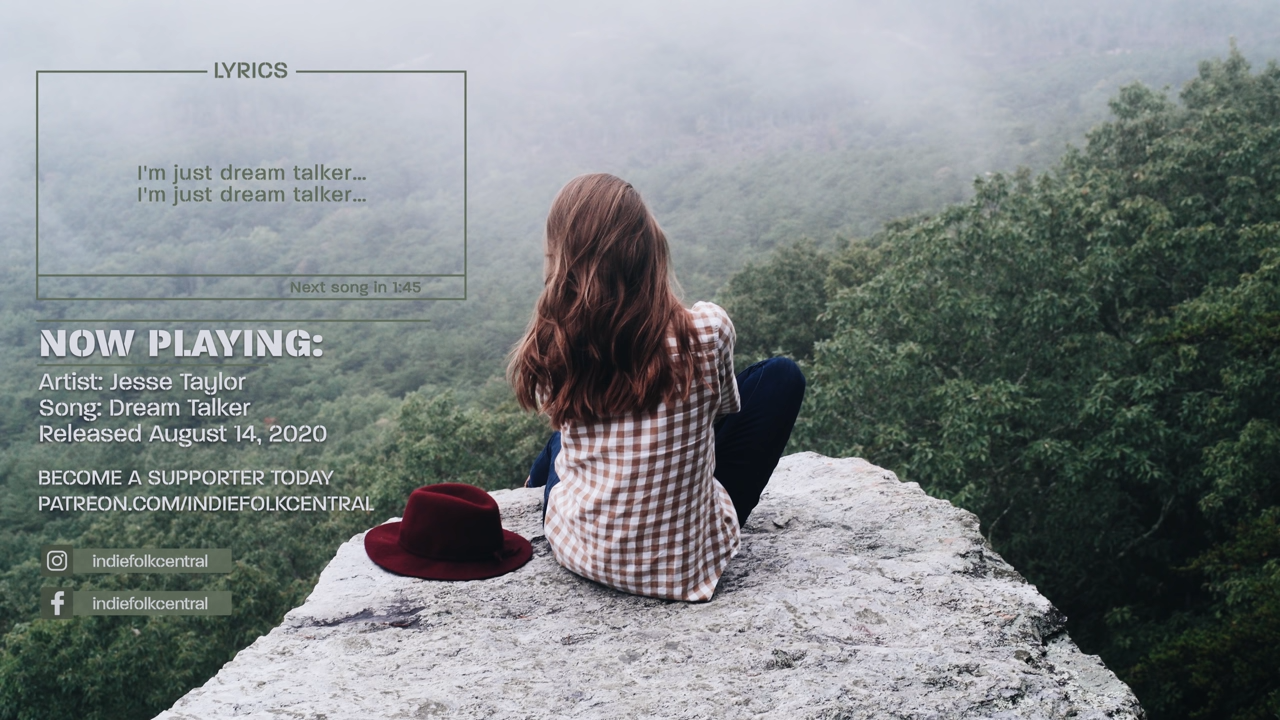 LYRICS
I'm just dream talker...
I'm just dream talker...
Next song in 1:45
NOW PLAYING:
Artist: Jesse Taylor
Song: Dream Talker
Released August 14, 2020
BECOME A SUPPORTER TODAY
PATREON.COM/INDIEFOLKCENTRAL
indiefolkcentral
indiefolkcentral